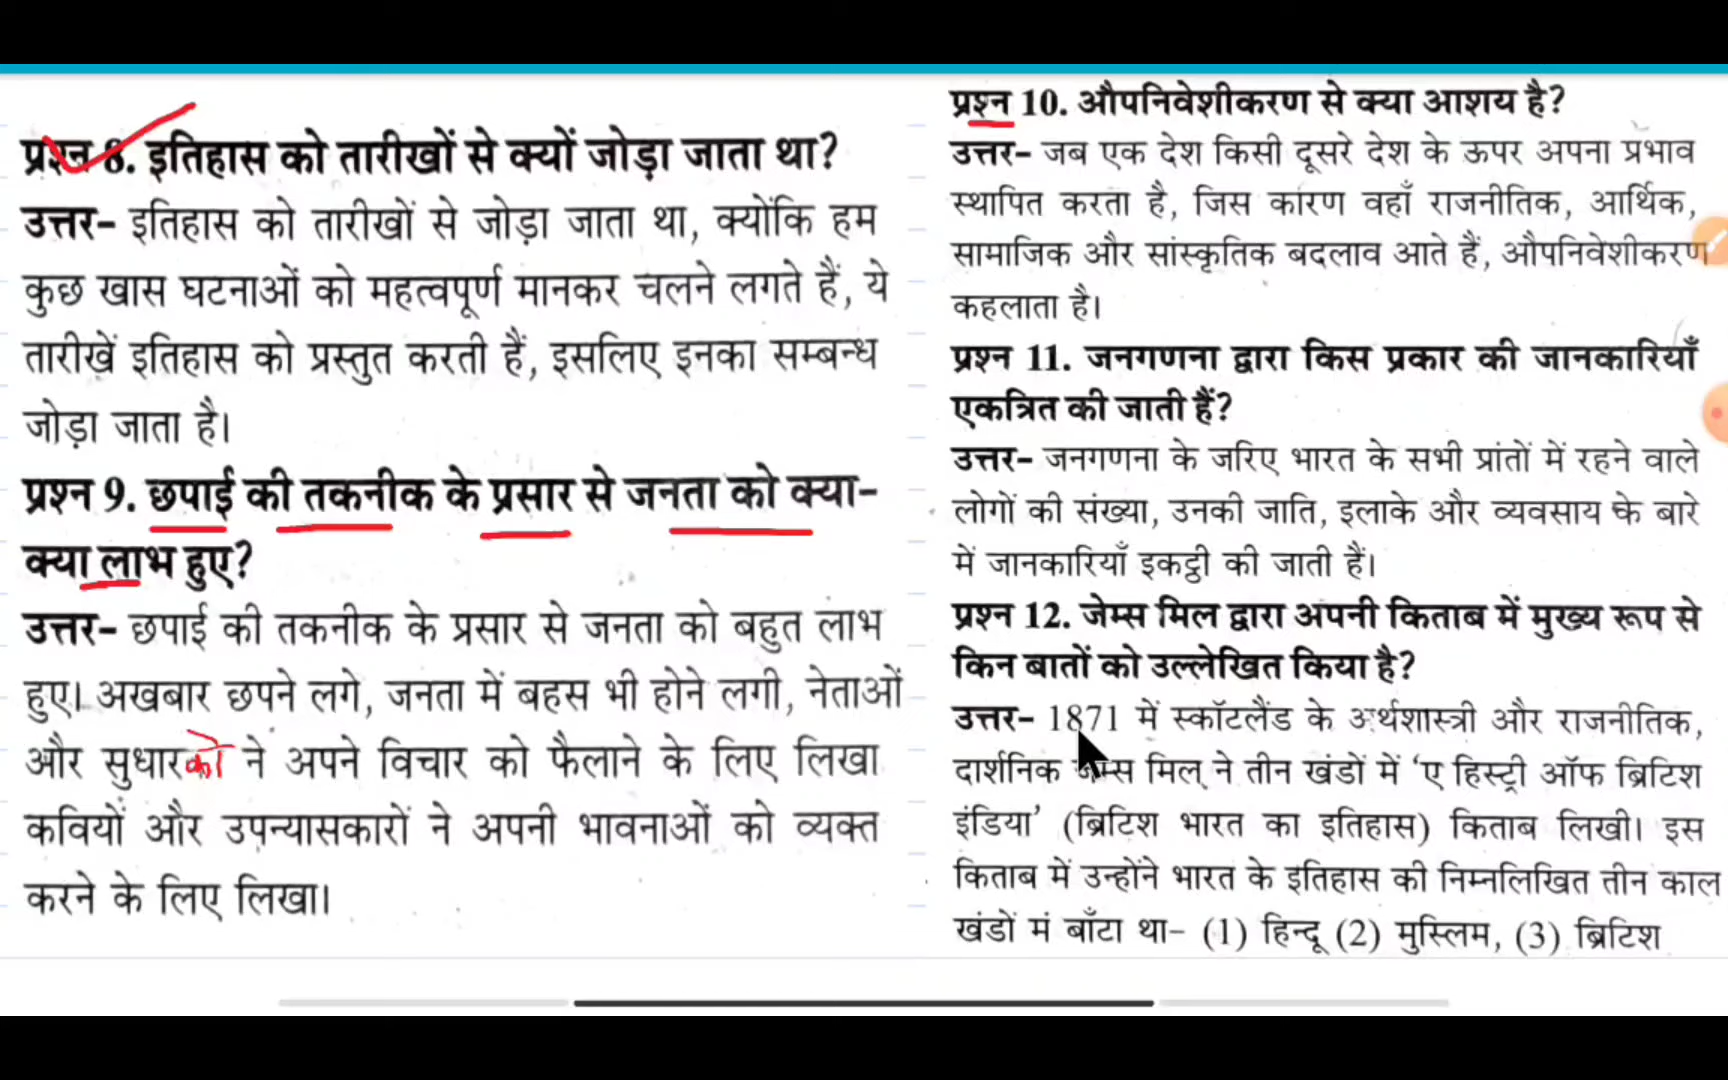 प्रश्न 8. इतिहास को तारीखों से क्यों जोड़ा जाता था?
उत्तर- इतिहास को तारीखों से जोड़ा जाता था, क्योंकि हम
कुछ खास घटनाओं को महत्वपूर्ण मानकर चलने लगते हैं, ये
तारीखें इतिहास को प्रस्तुत करती हैं, इसलिए इनका सम्बन्ध
जोड़ा जाता है।
प्रश्न 9. छपाई की तकनीक के प्रसार से जनता को क्या-
क्या लाभ हुए?
उत्तर- छपाई की तकनीक के प्रसार से जनता को बहुत लाभ
हुए। अखबार छपने लगे, जनता में बहस भी होने लगी, नेताओं
और सुधारकों ने अपने विचार को फैलाने के लिए लिखा
कवियों और उपन्यासकारों ने अपनी भावनाओं को व्यक्त
करने के लिए लिखा।
प्रश्न 10. औपनिवेशीकरण से क्या आशय है?
उत्तर- जब एक देश किसी दूसरे देश के ऊपर अपना प्रभाव
स्थापित करता है, जिस कारण वहाँ राजनीतिक, आर्थिक,
सामाजिक और सांस्कृतिक बदलाव आते हैं, औपनिवेशीकरण
कहलाता है।
प्रश्न 11. जनगणना द्वारा किस प्रकार की जानकारियाँ
एकत्रित की जाती हैं?
उत्तर- जनगणना के जरिए भारत के सभी प्रांतों में रहने वाले
लोगों की संख्या, उनकी जाति, इलाके और व्यवसाय के बारे
में जानकारियाँ इकट्ठी की जाती हैं।
प्रश्न 12. जेम्स मिल द्वारा अपनी किताब में मुख्य रूप से
किन बातों को उल्लेखित किया है?
उत्तर- 1871 में स्कॉटलैंड के अर्थशास्त्री और राजनीतिक,
दार्शनिक जेम्स मिल ने तीन खंडों में ‘ए हिस्ट्री ऑफ ब्रिटिश
इंडिया’ (ब्रिटिश भारत का इतिहास) किताब लिखी। इस
किताब में उन्होंने भारत के इतिहास की निम्नलिखित तीन काल
खंडों मं बाँटा था- (1) हिन्दू (2) मुस्लिम, (3) ब्रिटिश